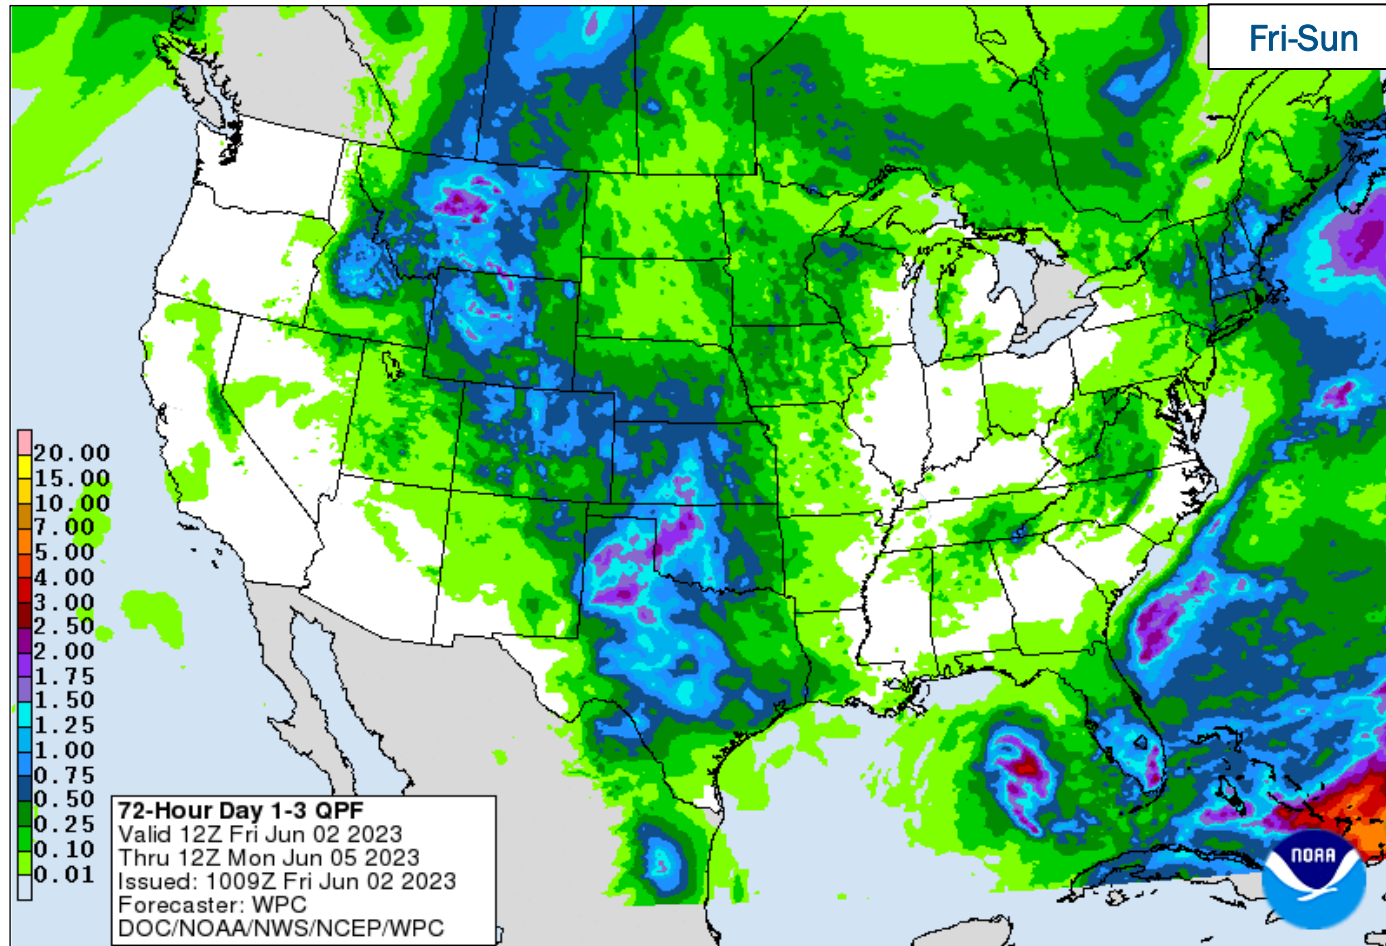 Fri-Sun
20.00
15.00
10.00
7.00
5.00
4.00
3.00
2.50
2.00
1.75
1.50
1.25
1.00
0.75
0.50
0.25
0.10
0.01
72-Hour Day 1-3 QPF
Valid 12Z Fri Jun 02 2023
Thru 12Z Mon Jun 05 2023
Issued: 1009Z Fri Jun 02 2023
Forecaster: WPC
DOC/NOAA/NWS/NCEP/WPC
NOAA